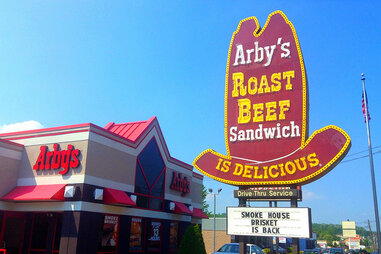 Arby's
ROAST
BEEF
Sandwich
IS DELICIOUS.
Drive-Thru Service
SMOKE HOUSE
BRISKET
IS BACK
Arby's
Arby's